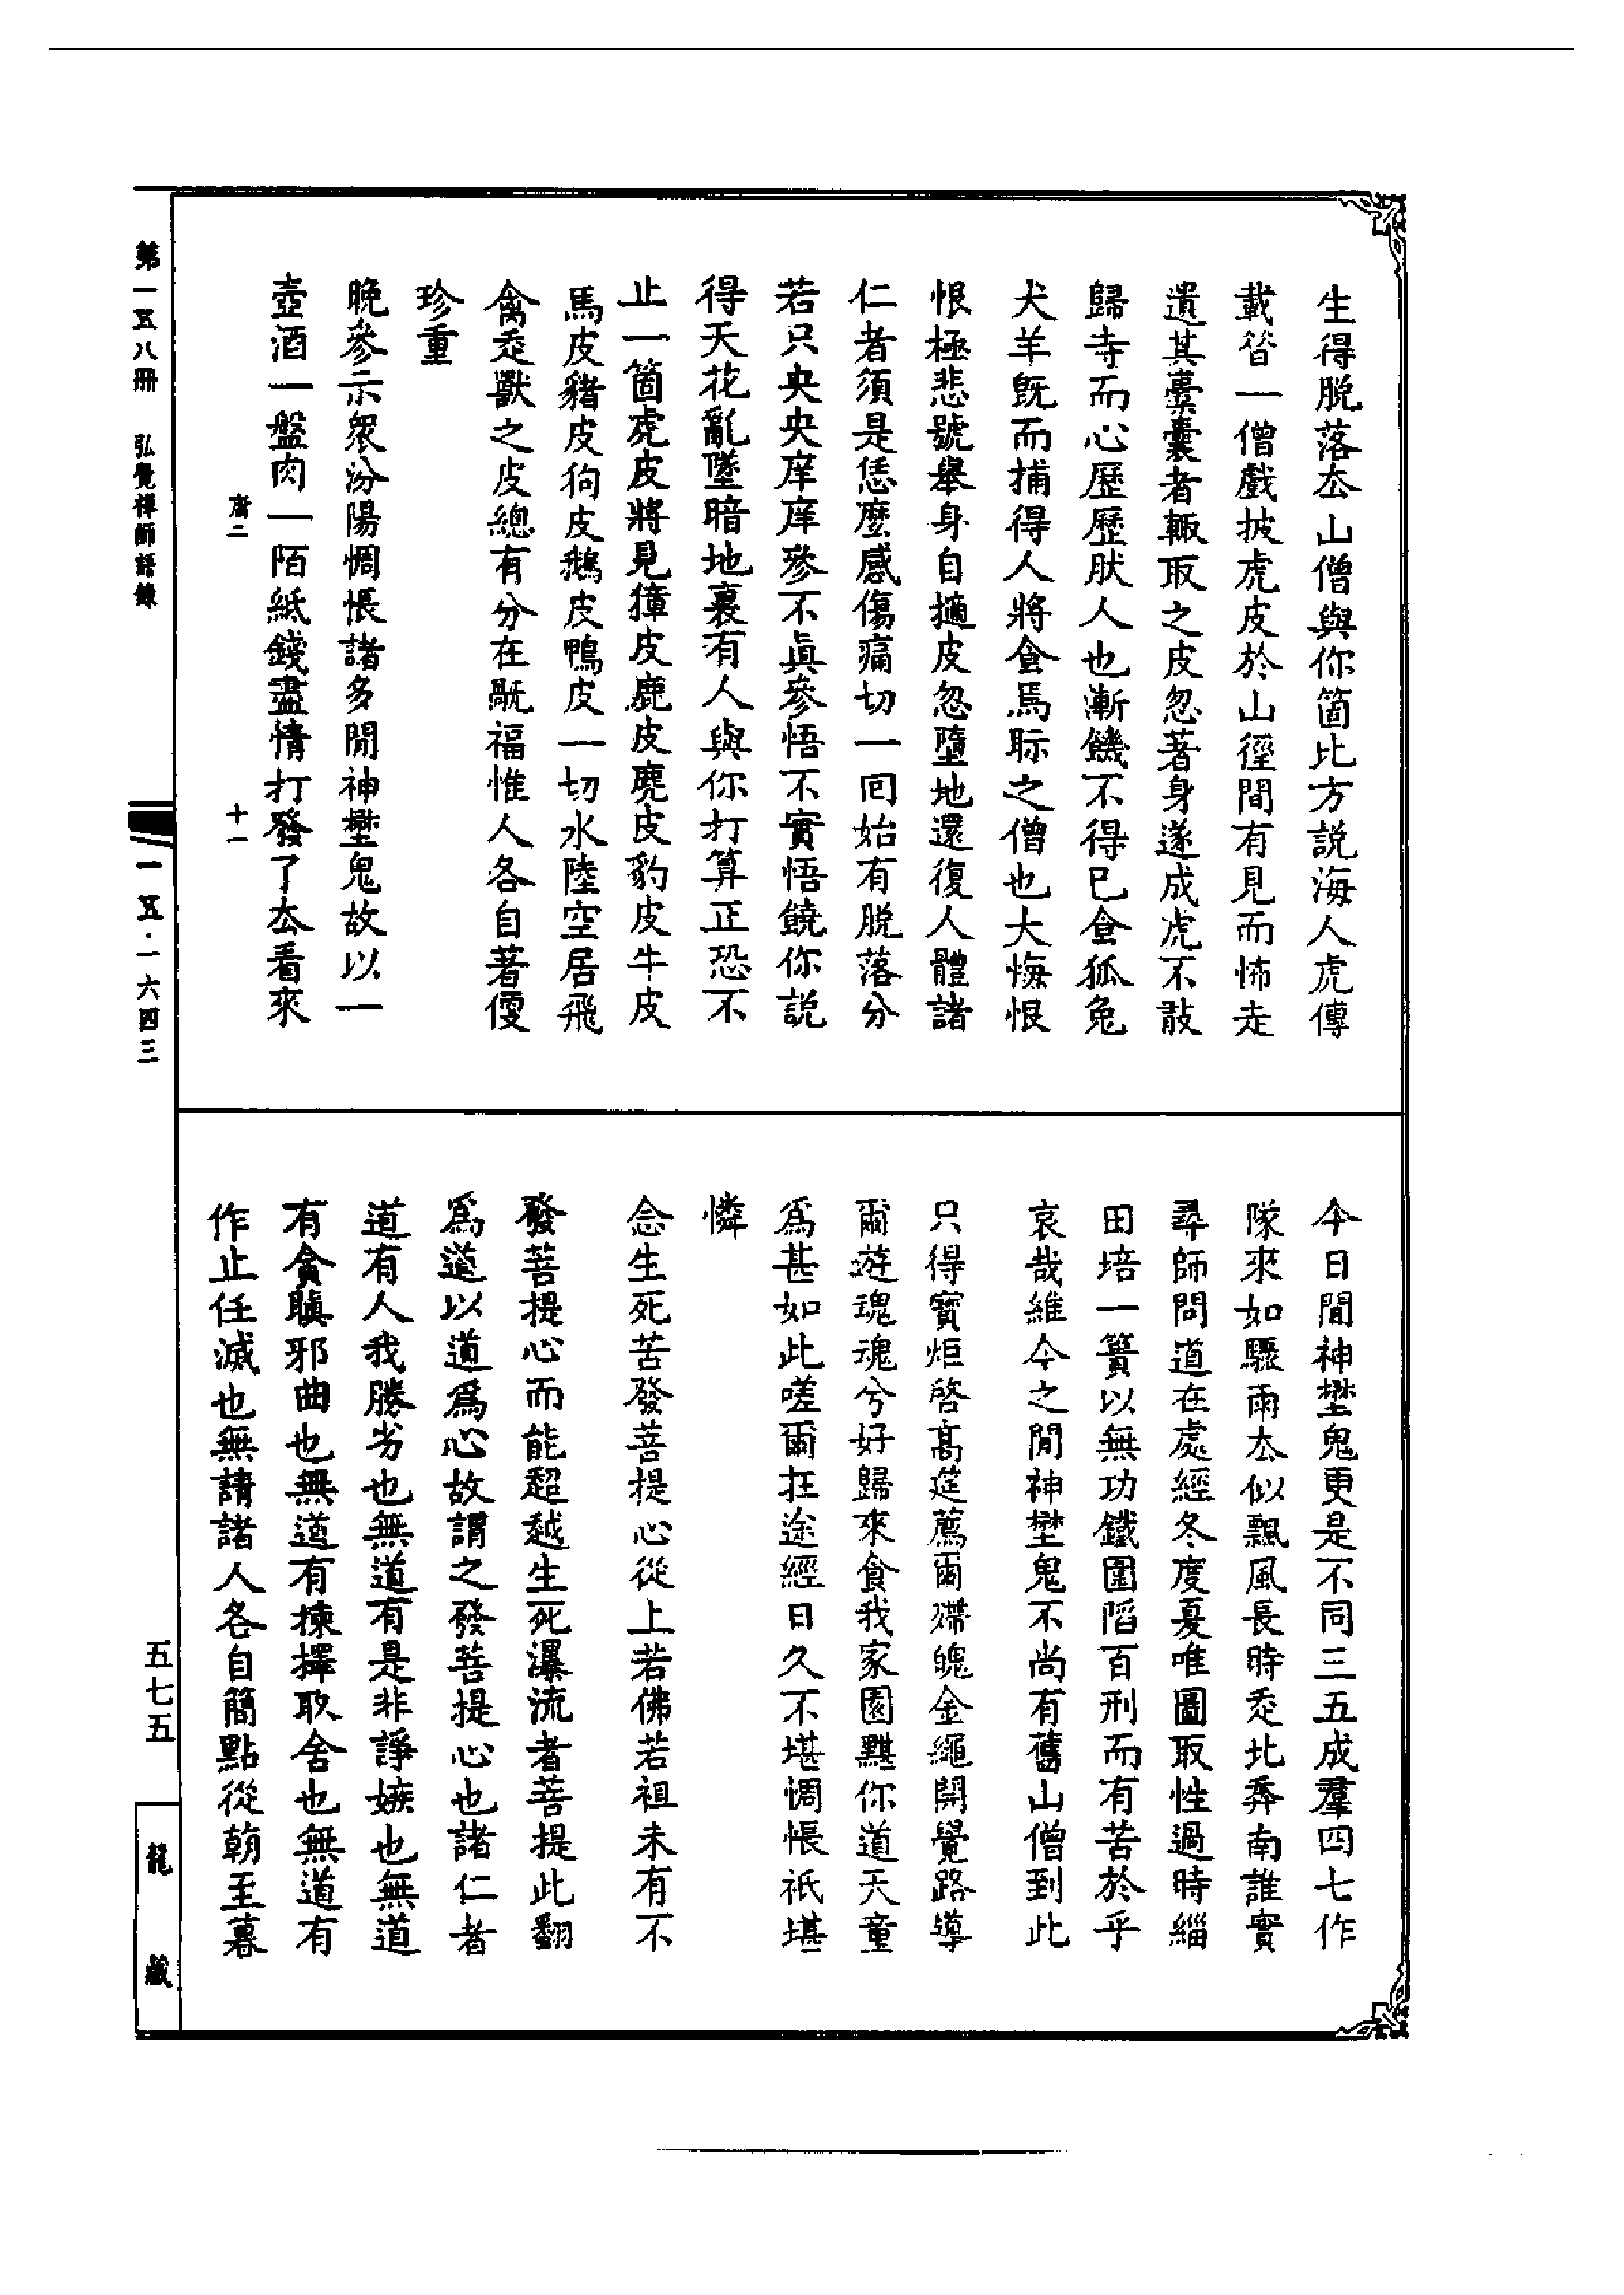 生得脫落厺山僧與你箇比方説海人虎傳
載昝一僧戲披虎皮於山徑間有見而怖走
遺其橐囊者輙取之皮忽著身遂成虎不敢
歸寺而心歷歷肰人也漸饑不得已食狐兔
犬羊旣而捕得人將食焉眎之僧也大悔恨
恨極悲號舉身自擿皮忽墮地還復人體諸
仁者須是恁麼感傷痛切一回始有脫落分
若只央央庠庠參不眞參悟不實悟饒你説
得天花亂墜暗地裏有人與你打算正恐不
止一箇虎皮將見獐皮鹿皮麂皮豹皮牛皮
馬皮豬皮狗皮鵝皮鴨皮一切水陸空居飛
禽赱獸之皮總有分在旤福惟人各自著便
珍重
晚參示眾汾陽惆悵諸多閒神壄鬼故以一
壺酒一盤肉一陌紙錢盡情打發了厺看來
今日閒神壄鬼更是不同三五成羣四七作
隊來如驟雨厺似飄風長時赱北奔南誰實
尋師問道在處經冬度夏唯圖取性過時緇
田培一簣以無功鐵圍陷百刑而有苦於乎
哀哉維今之閒神壄鬼不尚有舊山僧到此
只得寶炬啓高筵薦爾殢魄金繩開覺路導
爾遊魂魂兮好歸來食我家園黮你道天童
爲甚如此嗟爾抂途經日久不堪惆悵祇堪
憐
念生死苦發菩提心從上若佛若祖未有不
發菩提心而能超越生死瀑流者菩提此翻
爲道以道爲心故謂之發菩提心也諸仁者
道有人我勝劣也無道有是非諍嫉也無道
有貪瞋邪曲也無道有揀擇取舍也無道有
作止任滅也無請諸人各自簡點從朝至暮
第一五八冊 弘覺禪師語錄
十一
一五·一六四三
五七五
龍藏